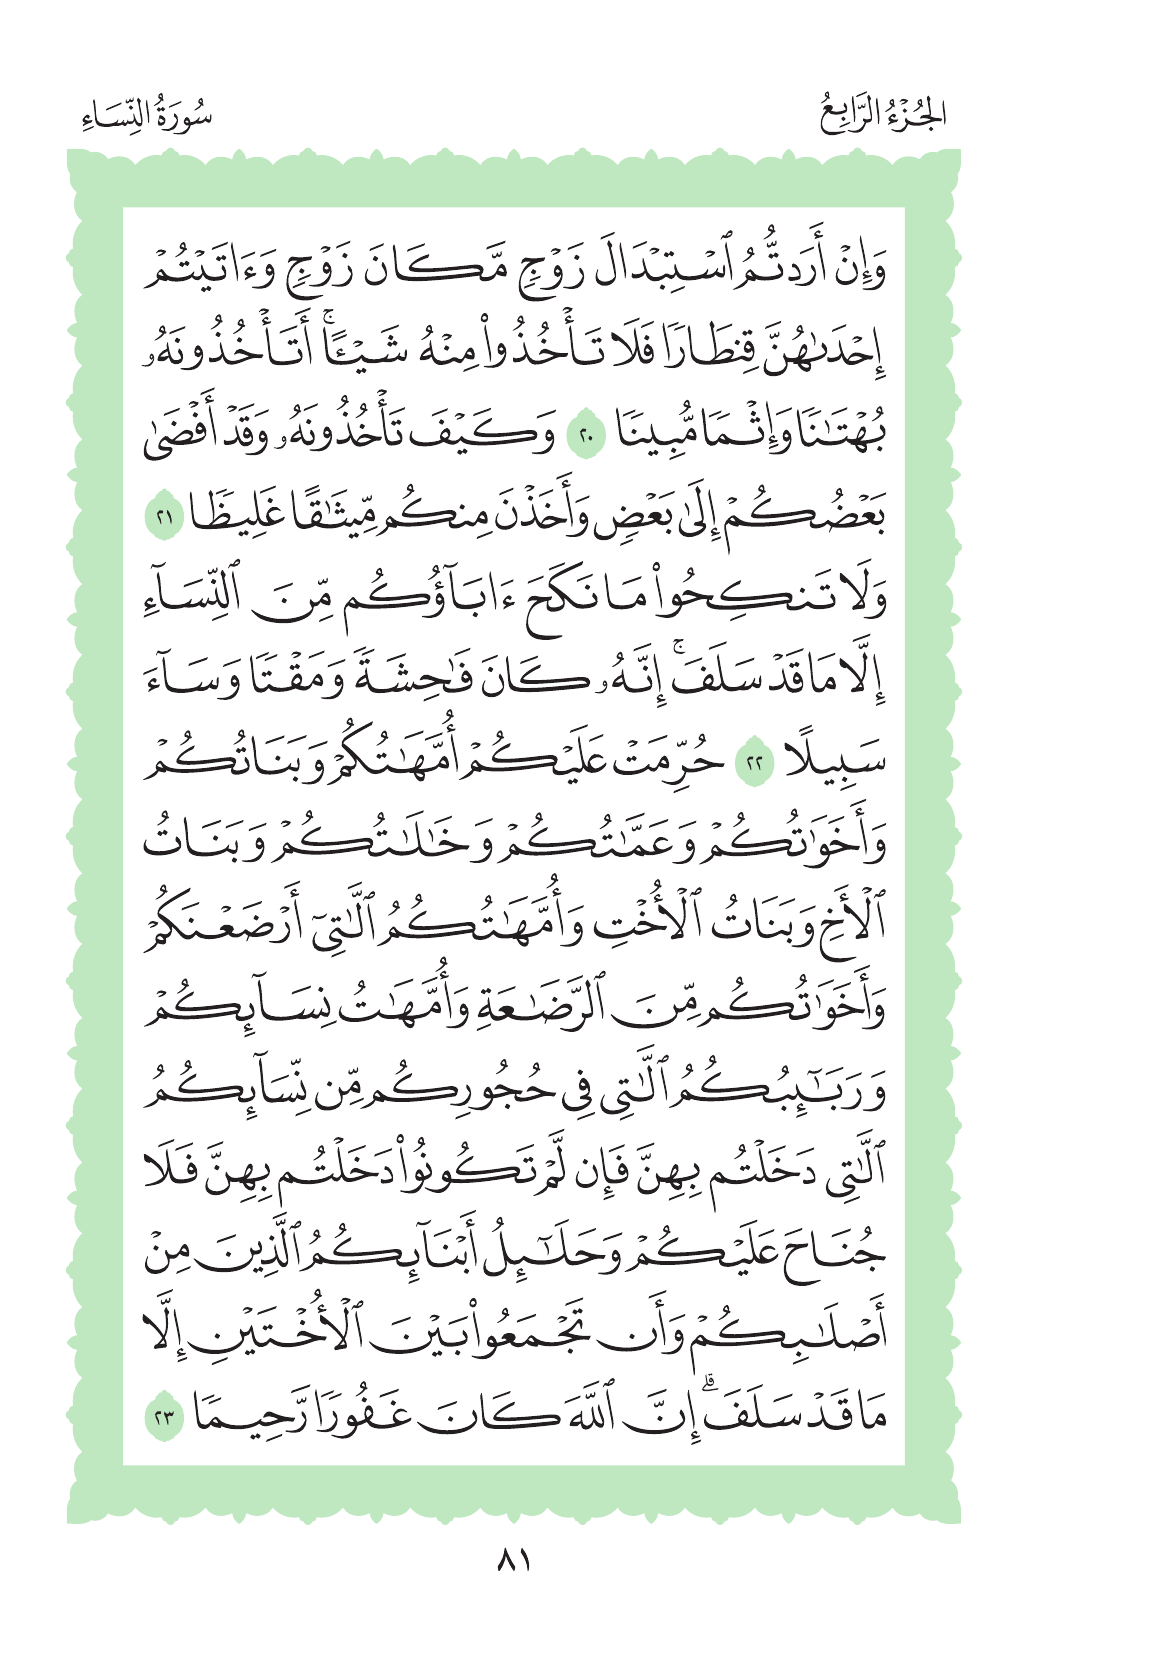 الجُزْءُ الرَّابِعُ
سُورَةُ النِّسَاءِ
وَإِنْ أَرَدتُّمُ ٱسْتِبْدَالَ زَوْجٍ مَّكَانَ زَوْجٍ وَءَاتَيْتُمْ
إِحْدَىٰهُنَّ قِنطَارًا فَلَا تَأْخُذُوا۟ مِنْهُ شَيْـًٔا ۚ أَتَأْخُذُونَهُۥ
بُهْتَـٰنًا وَإِثْمًا مُّبِينًا ٢٠ وَكَيْفَ تَأْخُذُونَهُۥ وَقَدْ أَفْضَىٰ
بَعْضُكُمْ إِلَىٰ بَعْضٍ وَأَخَذْنَ مِنكُم مِّيثَـٰقًا غَلِيظًا ٢١
وَلَا تَنكِحُوا۟ مَا نَكَحَ ءَابَآؤُكُم مِّنَ ٱلنِّسَآءِ
إِلَّا مَا قَدْ سَلَفَ ۚ إِنَّهُۥ كَانَ فَـٰحِشَةً وَمَقْتًا وَسَآءَ
سَبِيلًا ٢٢ حُرِّمَتْ عَلَيْكُمْ أُمَّهَـٰتُكُمْ وَبَنَاتُكُمْ
وَأَخَوَٰتُكُمْ وَعَمَّـٰتُكُمْ وَخَـٰلَـٰتُكُمْ وَبَنَاتُ
ٱلْأَخِ وَبَنَاتُ ٱلْأُخْتِ وَأُمَّهَـٰتُكُمُ ٱلَّـٰتِىٓ أَرْضَعْنَكُمْ
وَأَخَوَٰتُكُم مِّنَ ٱلرَّضَـٰعَةِ وَأُمَّهَـٰتُ نِسَآئِكُمْ
وَرَبَـٰٓئِبُكُمُ ٱلَّـٰتِى فِى حُجُورِكُم مِّن نِّسَآئِكُمُ
ٱلَّـٰتِى دَخَلْتُم بِهِنَّ فَإِن لَّمْ تَكُونُوا۟ دَخَلْتُم بِهِنَّ فَلَا
جُنَاحَ عَلَيْكُمْ وَحَلَـٰٓئِلُ أَبْنَآئِكُمُ ٱلَّذِينَ مِنْ
أَصْلَـٰبِكُمْ وَأَن تَجْمَعُوا۟ بَيْنَ ٱلْأُخْتَيْنِ إِلَّا
مَا قَدْ سَلَفَ ۗ إِنَّ ٱللَّهَ كَانَ غَفُورًا رَّحِيمًا ٢٣
٨١